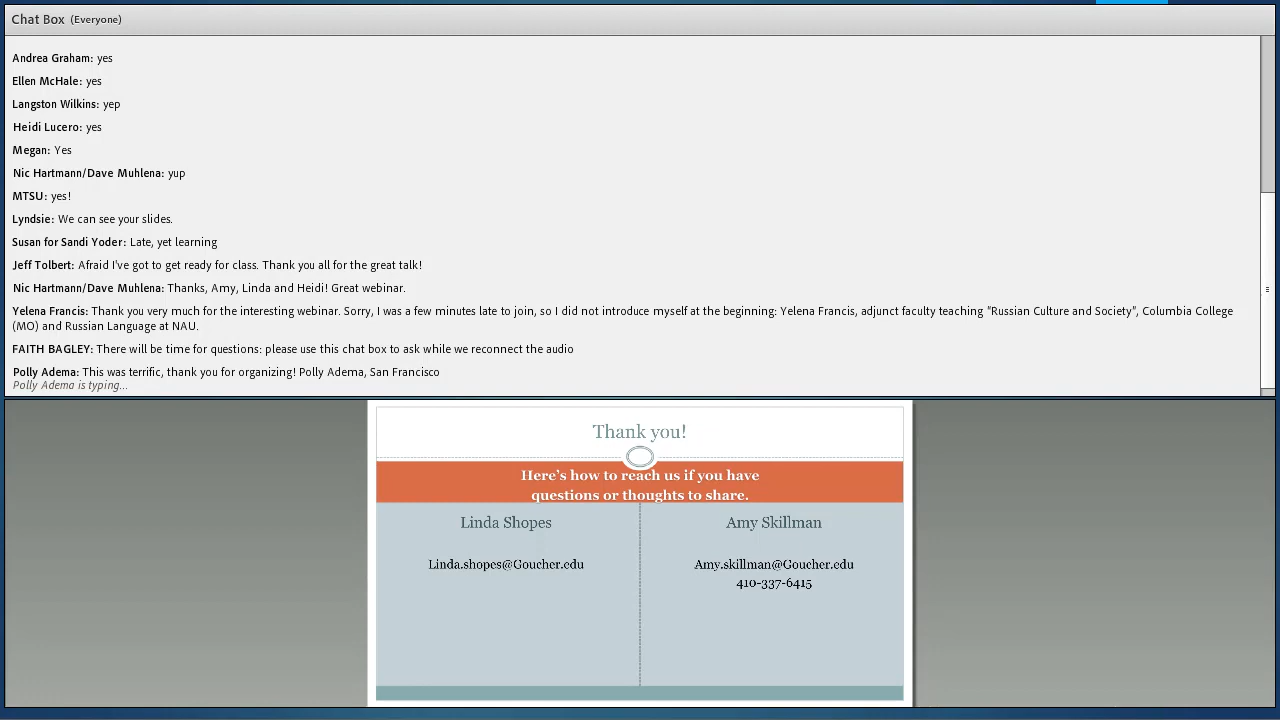 Chat Box (Everyone)
Andrea Graham: yes
Ellen McHale: yes
Langston Wilkins: yep
Heidi Lucero: yes
Megan: Yes
Nic Hartmann/Dave Muhlena: yup
MTSU: yes!
Lyndsie: We can see your slides.
Susan for Sandi Yoder: Late, yet learning
Jeff Tolbert: Afraid I've got to get ready for class. Thank you all for the great talk!
Nic Hartmann/Dave Muhlena: Thanks, Amy, Linda and Heidi! Great webinar.
Yelena Francis: Thank you very much for the interesting webinar. Sorry, I was a few minutes late to join, so I did not introduce myself at the beginning: Yelena Francis, adjunct faculty teaching "Russian Culture and Society", Columbia College
(MO) and Russian Language at NAU.
FAITH BAGLEY: There will be time for questions: please use this chat box to ask while we reconnect the audio
Polly Adema: This was terrific, thank you for organizing! Polly Adema, San Francisco
Polly Adema is typing...
Thank you!
Here's how to reach us if you have
questions or thoughts to share.
Linda Shopes
Linda.shopes@Goucher.edu
Amy Skillman
Amy.skillman@Goucher.edu
410-337-6415